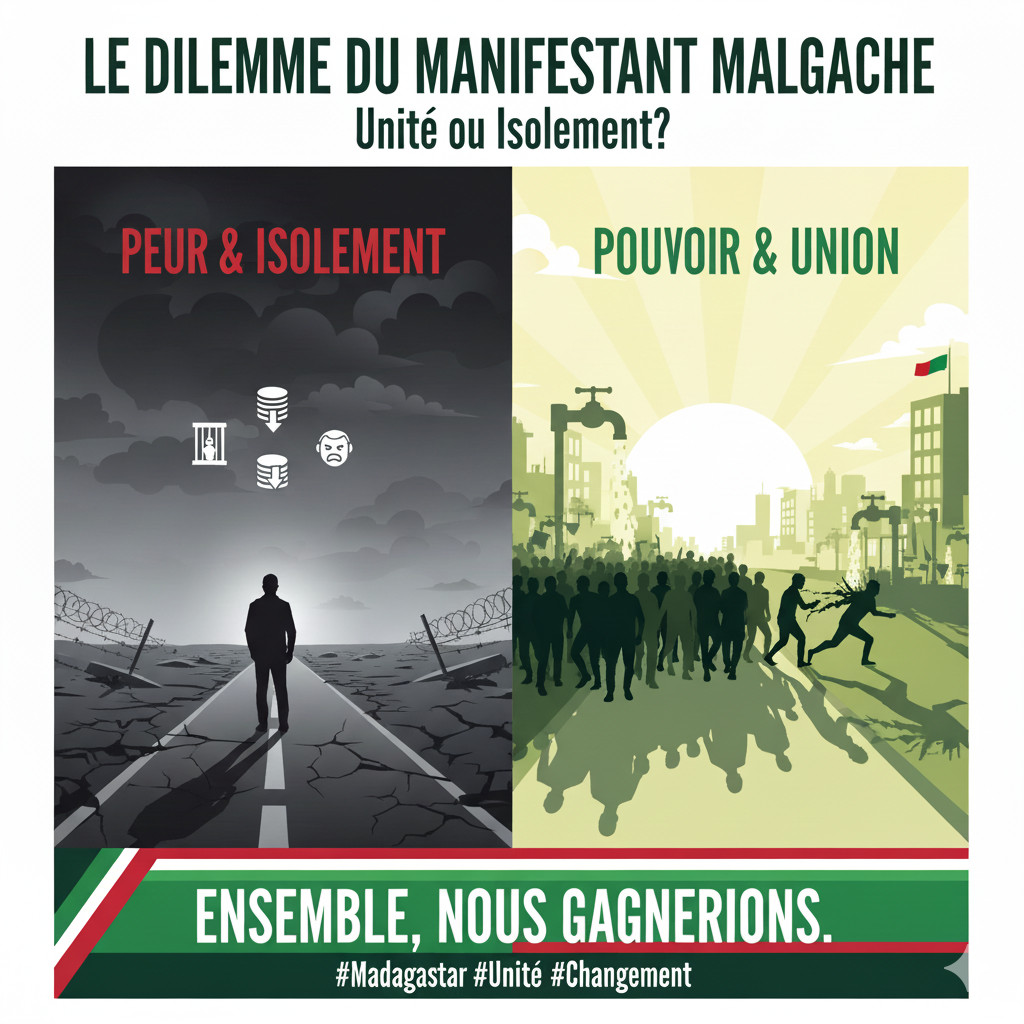 LE DILEMME DU MANIFESTANT MALGACHE
Unité ou Isolement?
PEUR & ISOLEMENT
POUVOIR & UNION
ENSEMBLE, NOUS GAGNERIONS.
#Madagastar #Unité #Changement